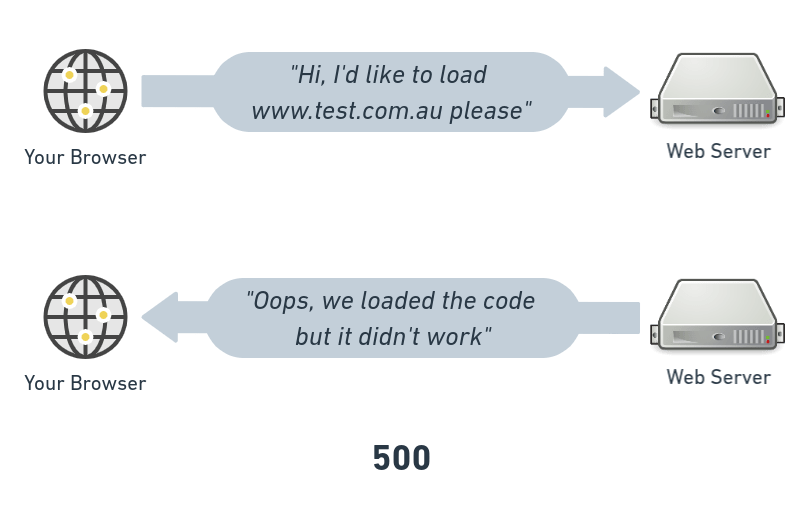 "Hi, I'd like to load
www.test.com.au please"
Your Browser
Web Server
"Oops, we loaded the code
but it didn't work"
Your Browser
Web Server
500